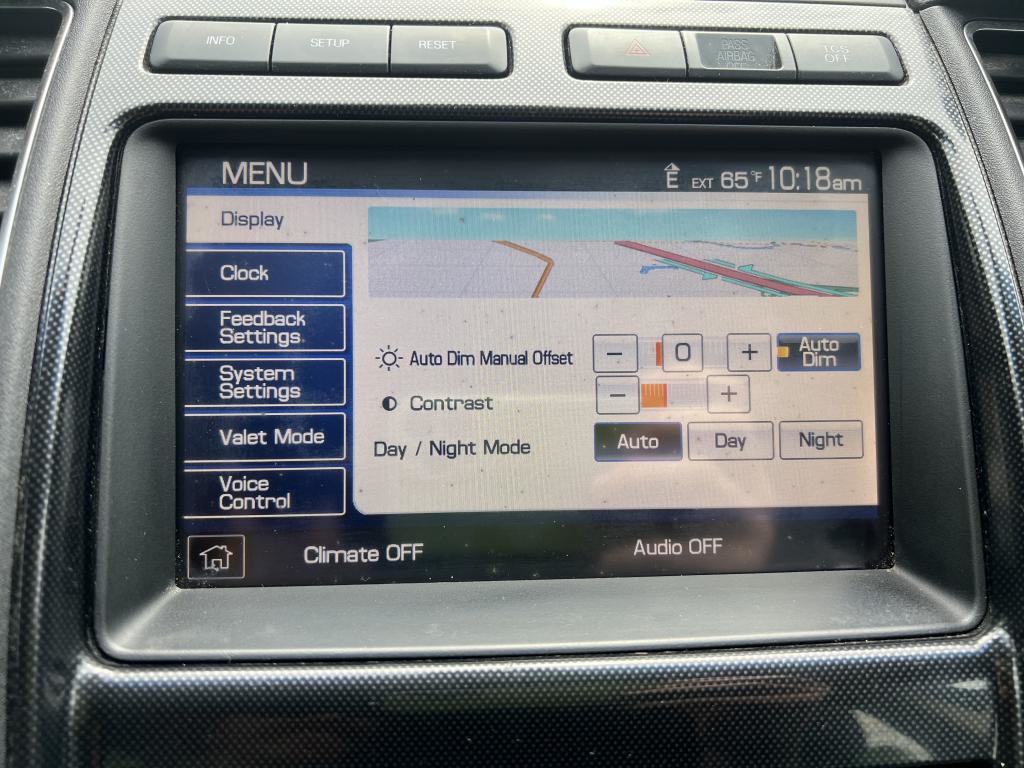 INFO SETUP RESET PASS TCS
AIRBAG OFF
OFF
MENU E EXT 65°F 10:18am
Display
Clock
Feedback
Settings
System
Settings
Valet Mode
Voice
Control
Auto Dim Manual Offset − 0 + Auto
Dim
Contrast − +
Day / Night Mode Auto Day Night
Climate OFF Audio OFF